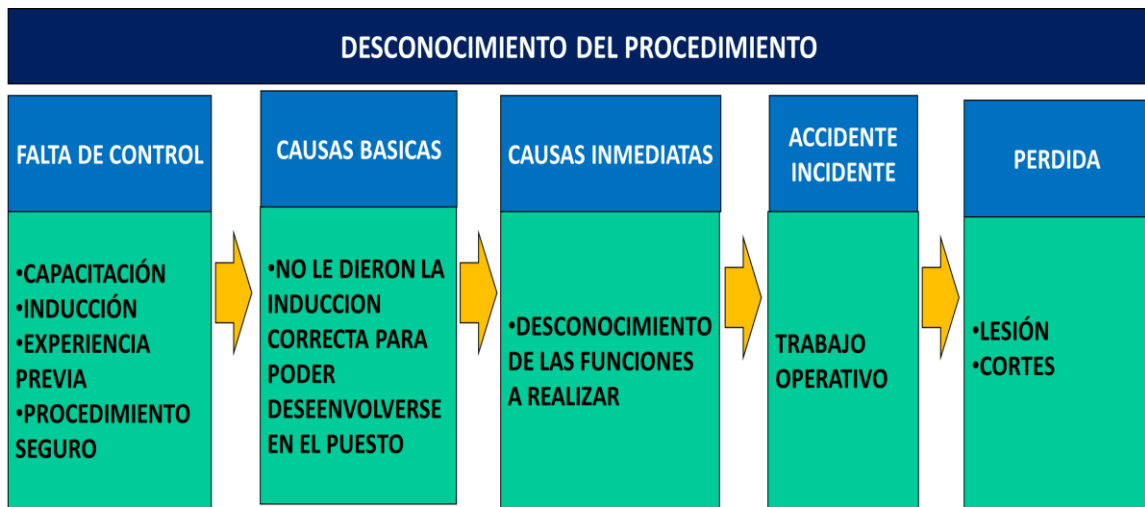 DESCONOCIMIENTO DEL PROCEDIMIENTO
FALTA DE CONTROL
•CAPACITACIÓN
•INDUCCIÓN
•EXPERIENCIA
PREVIA
•PROCEDIMIENTO
SEGURO
CAUSAS BASICAS
•NO LE DIERON LA
INDUCCION
CORRECTA PARA
PODER
DESEENVOLVERSE
EN EL PUESTO
CAUSAS INMEDIATAS
•DESCONOCIMIENTO
DE LAS FUNCIONES
A REALIZAR
ACCIDENTE
INCIDENTE
TRABAJO
OPERATIVO
PERDIDA
•LESIÓN
•CORTES